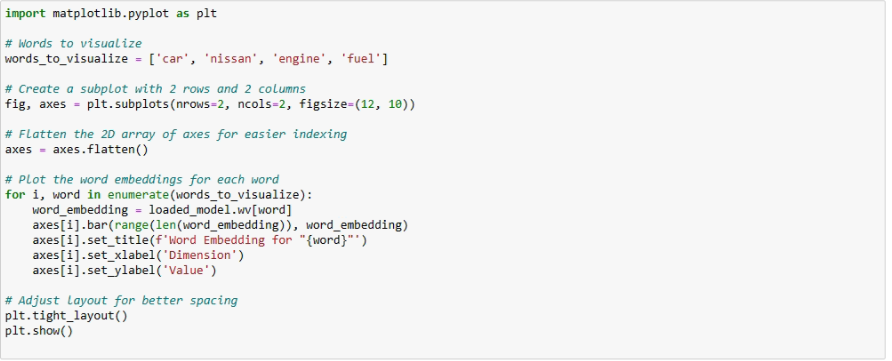 import matplotlib.pyplot as plt
# Words to visualize
words_to_visualize = ['car', 'nissan', 'engine', 'fuel']
# Create a subplot with 2 rows and 2 columns
fig, axes = plt.subplots(nrows=2, ncols=2, figsize=(12, 10))
# Flatten the 2D array of axes for easier indexing
axes = axes.flatten()
# Plot the word embeddings for each word
for i, word in enumerate(words_to_visualize):
    word_embedding = loaded_model.wv[word]
    axes[i].bar(range(len(word_embedding)), word_embedding)
    axes[i].set_title(f'Word Embedding for "{word}"')
    axes[i].set_xlabel('Dimension')
    axes[i].set_ylabel('Value')
# Adjust layout for better spacing
plt.tight_layout()
plt.show()